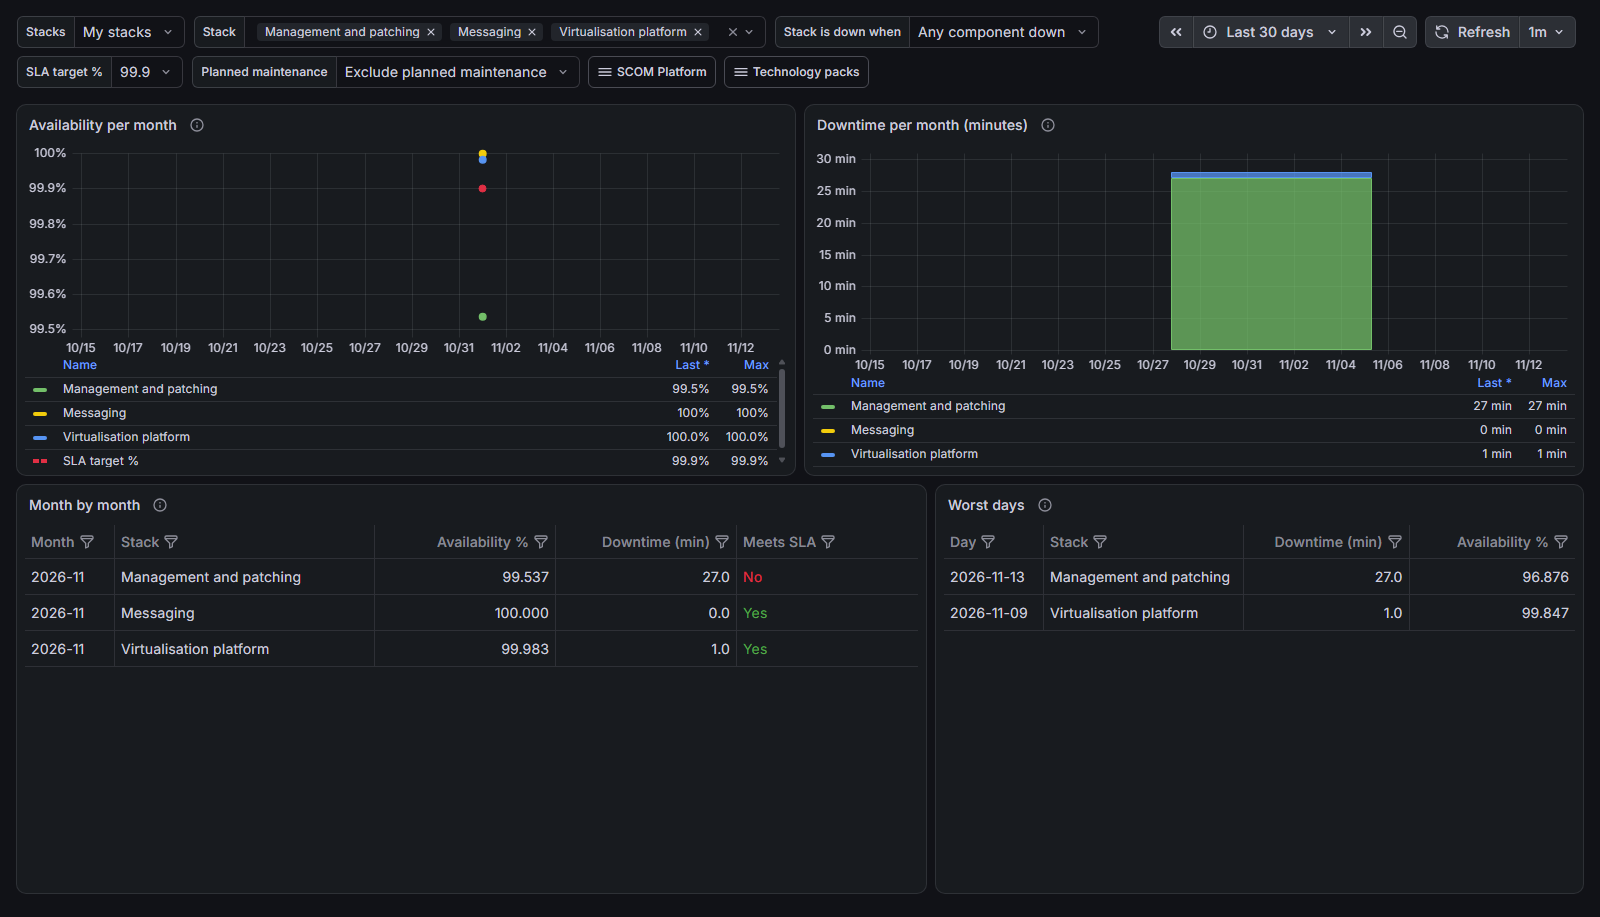 Stacks My stacks Stack Management and patching Messaging Virtualisation platform Stack is down when Any component down Last 30 days Refresh 1m
SLA target % 99.9 Planned maintenance Exclude planned maintenance SCOM Platform Technology packs
Availability per month
100%
99.9%
99.8%
99.7%
99.6%
99.5%
10/15 10/17 10/19 10/21 10/23 10/25 10/27 10/29 10/31 11/02 11/04 11/06 11/08 11/10 11/12
Name Last * Max
Management and patching 99.5% 99.5%
Messaging 100% 100%
Virtualisation platform 100.0% 100.0%
SLA target % 99.9% 99.9%
Downtime per month (minutes)
30 min
25 min
20 min
15 min
10 min
5 min
0 min
10/15 10/17 10/19 10/21 10/23 10/25 10/27 10/29 10/31 11/02 11/04 11/06 11/08 11/10 11/12
Name Last * Max
Management and patching 27 min 27 min
Messaging 0 min 0 min
Virtualisation platform 1 min 1 min
Month by month
Month Stack Availability % Downtime (min) Meets SLA
2026-11 Management and patching 99.537 27.0 No
2026-11 Messaging 100.000 0.0 Yes
2026-11 Virtualisation platform 99.983 1.0 Yes
Worst days
Day Stack Downtime (min) Availability %
2026-11-13 Management and patching 27.0 96.876
2026-11-09 Virtualisation platform 1.0 99.847